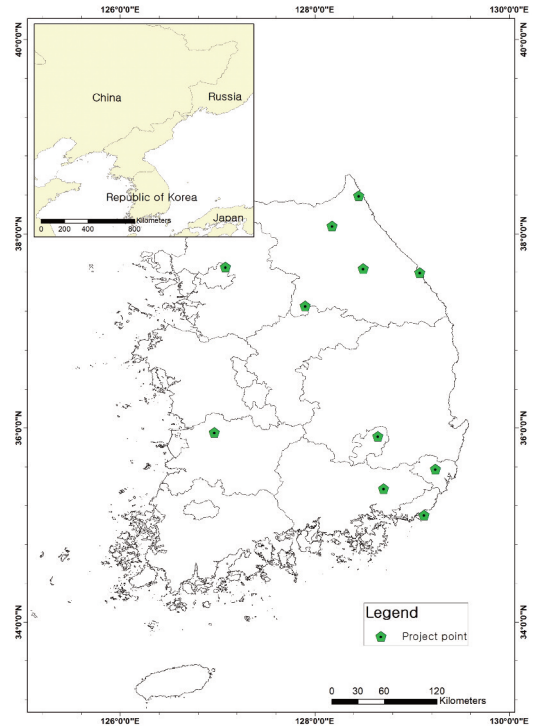 126°0'0"E 128°0'0"E 130°0'0"E
40°0'0"N
40°0'0"N
China
Russia
Republic of Korea
Japan
Kilometers
0 200 400 800
38°0'0"N
38°0'0"N
36°0'0"N
36°0'0"N
34°0'0"N
34°0'0"N
Legend
Project point
0 30 60 120
Kilometers
126°0'0"E 128°0'0"E 130°0'0"E